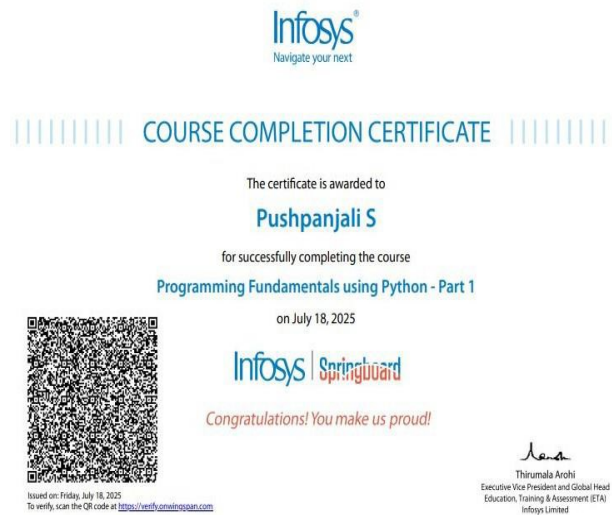 Infosys®
Navigate your next
COURSE COMPLETION CERTIFICATE
The certificate is awarded to
Pushpanjali S
for successfully completing the course
Programming Fundamentals using Python - Part 1
on July 18, 2025
Infosys | Springboard
Congratulations! You make us proud!
Issued on: Friday, July 18, 2025
To verify, scan the QR code at https://verify.onwingspan.com
Thirumala Arohi
Executive Vice President and Global Head
Education, Training & Assessment (ETA)
Infosys Limited